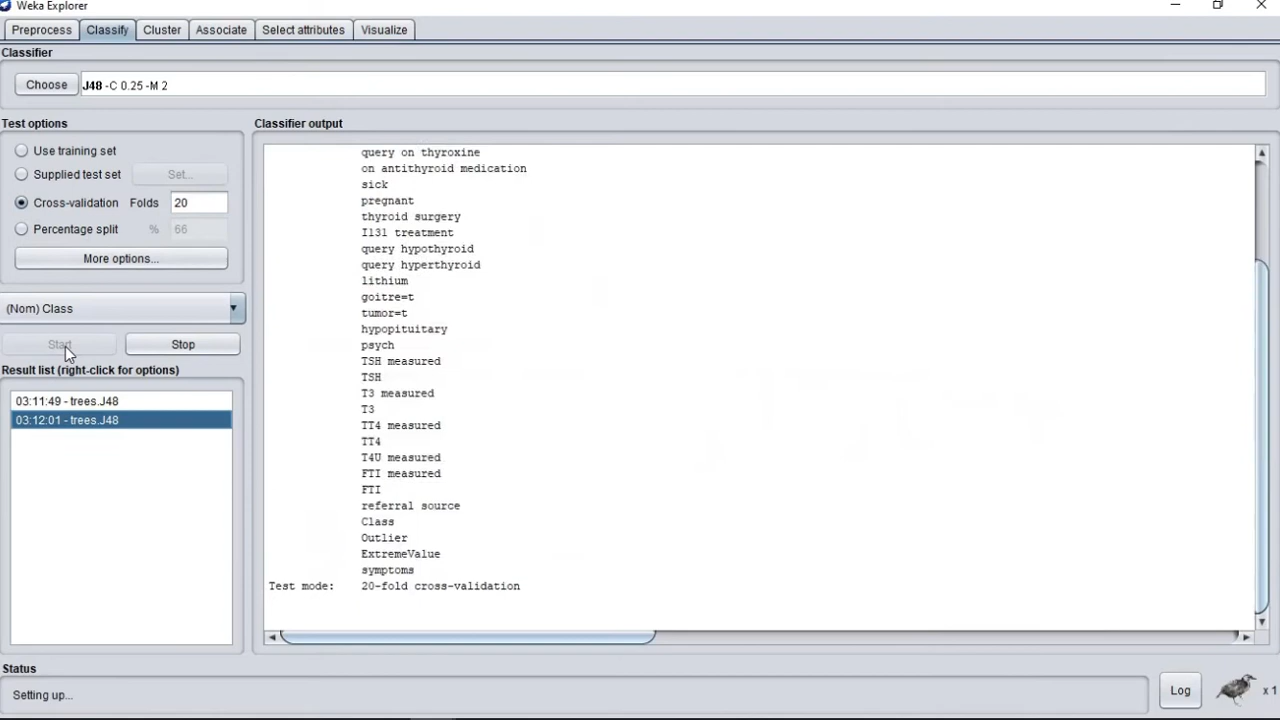 Weka Explorer
Preprocess Classify Cluster Associate Select attributes Visualize
Classifier
Choose J48 -C 0.25 -M 2
Test options
Use training set
Supplied test set Set...
Cross-validation Folds 20
Percentage split % 66
More options...
(Nom) Class
Start Stop
Result list (right-click for options)
03:11:49 - trees.J48
03:12:01 - trees.J48
Classifier output
query on thyroxine
on antithyroid medication
sick
pregnant
thyroid surgery
I131 treatment
query hypothyroid
query hyperthyroid
lithium
goitre=t
tumor=t
hypopituitary
psych
TSH measured
TSH
T3 measured
T3
TT4 measured
TT4
T4U measured
FTI measured
FTI
referral source
Class
Outlier
ExtremeValue
symptoms
Test mode: 20-fold cross-validation
Status
Setting up...
Log x 1